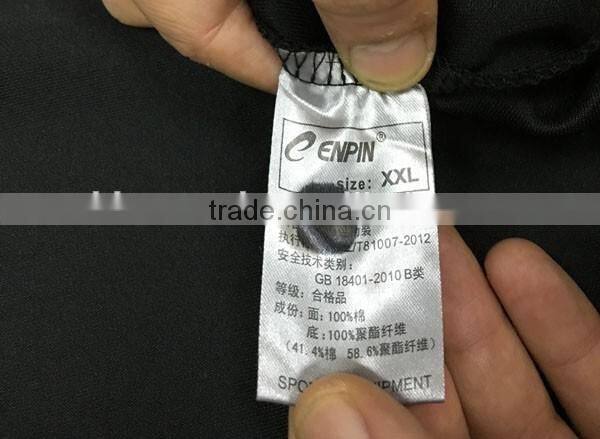 ENPIN®
size: XXL
trade.china.cn
装
执行 /T81007-2012
安全技术类别:
GB 18401-2010 B类
等级: 合格品
成份: 面: 100%棉
底: 100%聚酯纤维
(41.4%棉 58.6%聚酯纤维)